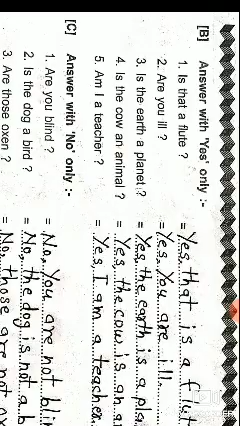 [B] Answer with 'Yes' only :-
1. Is that a flute ? = Yes that is a flut
2. Are you ill ? = Yes, You are ill.
3. Is the earth a planet ? = Yes, the earth is a pla
4. Is the cow an animal ? = Yes, the cow is an a
5. Am I a teacher ? = Yes, I am a teacher.
[C] Answer with 'No' only :-
1. Are you blind ? = No, You are not blin
2. Is the dog a bird ? = No, the dog is not a b
3. Are those oxen ? = No, those are not ox